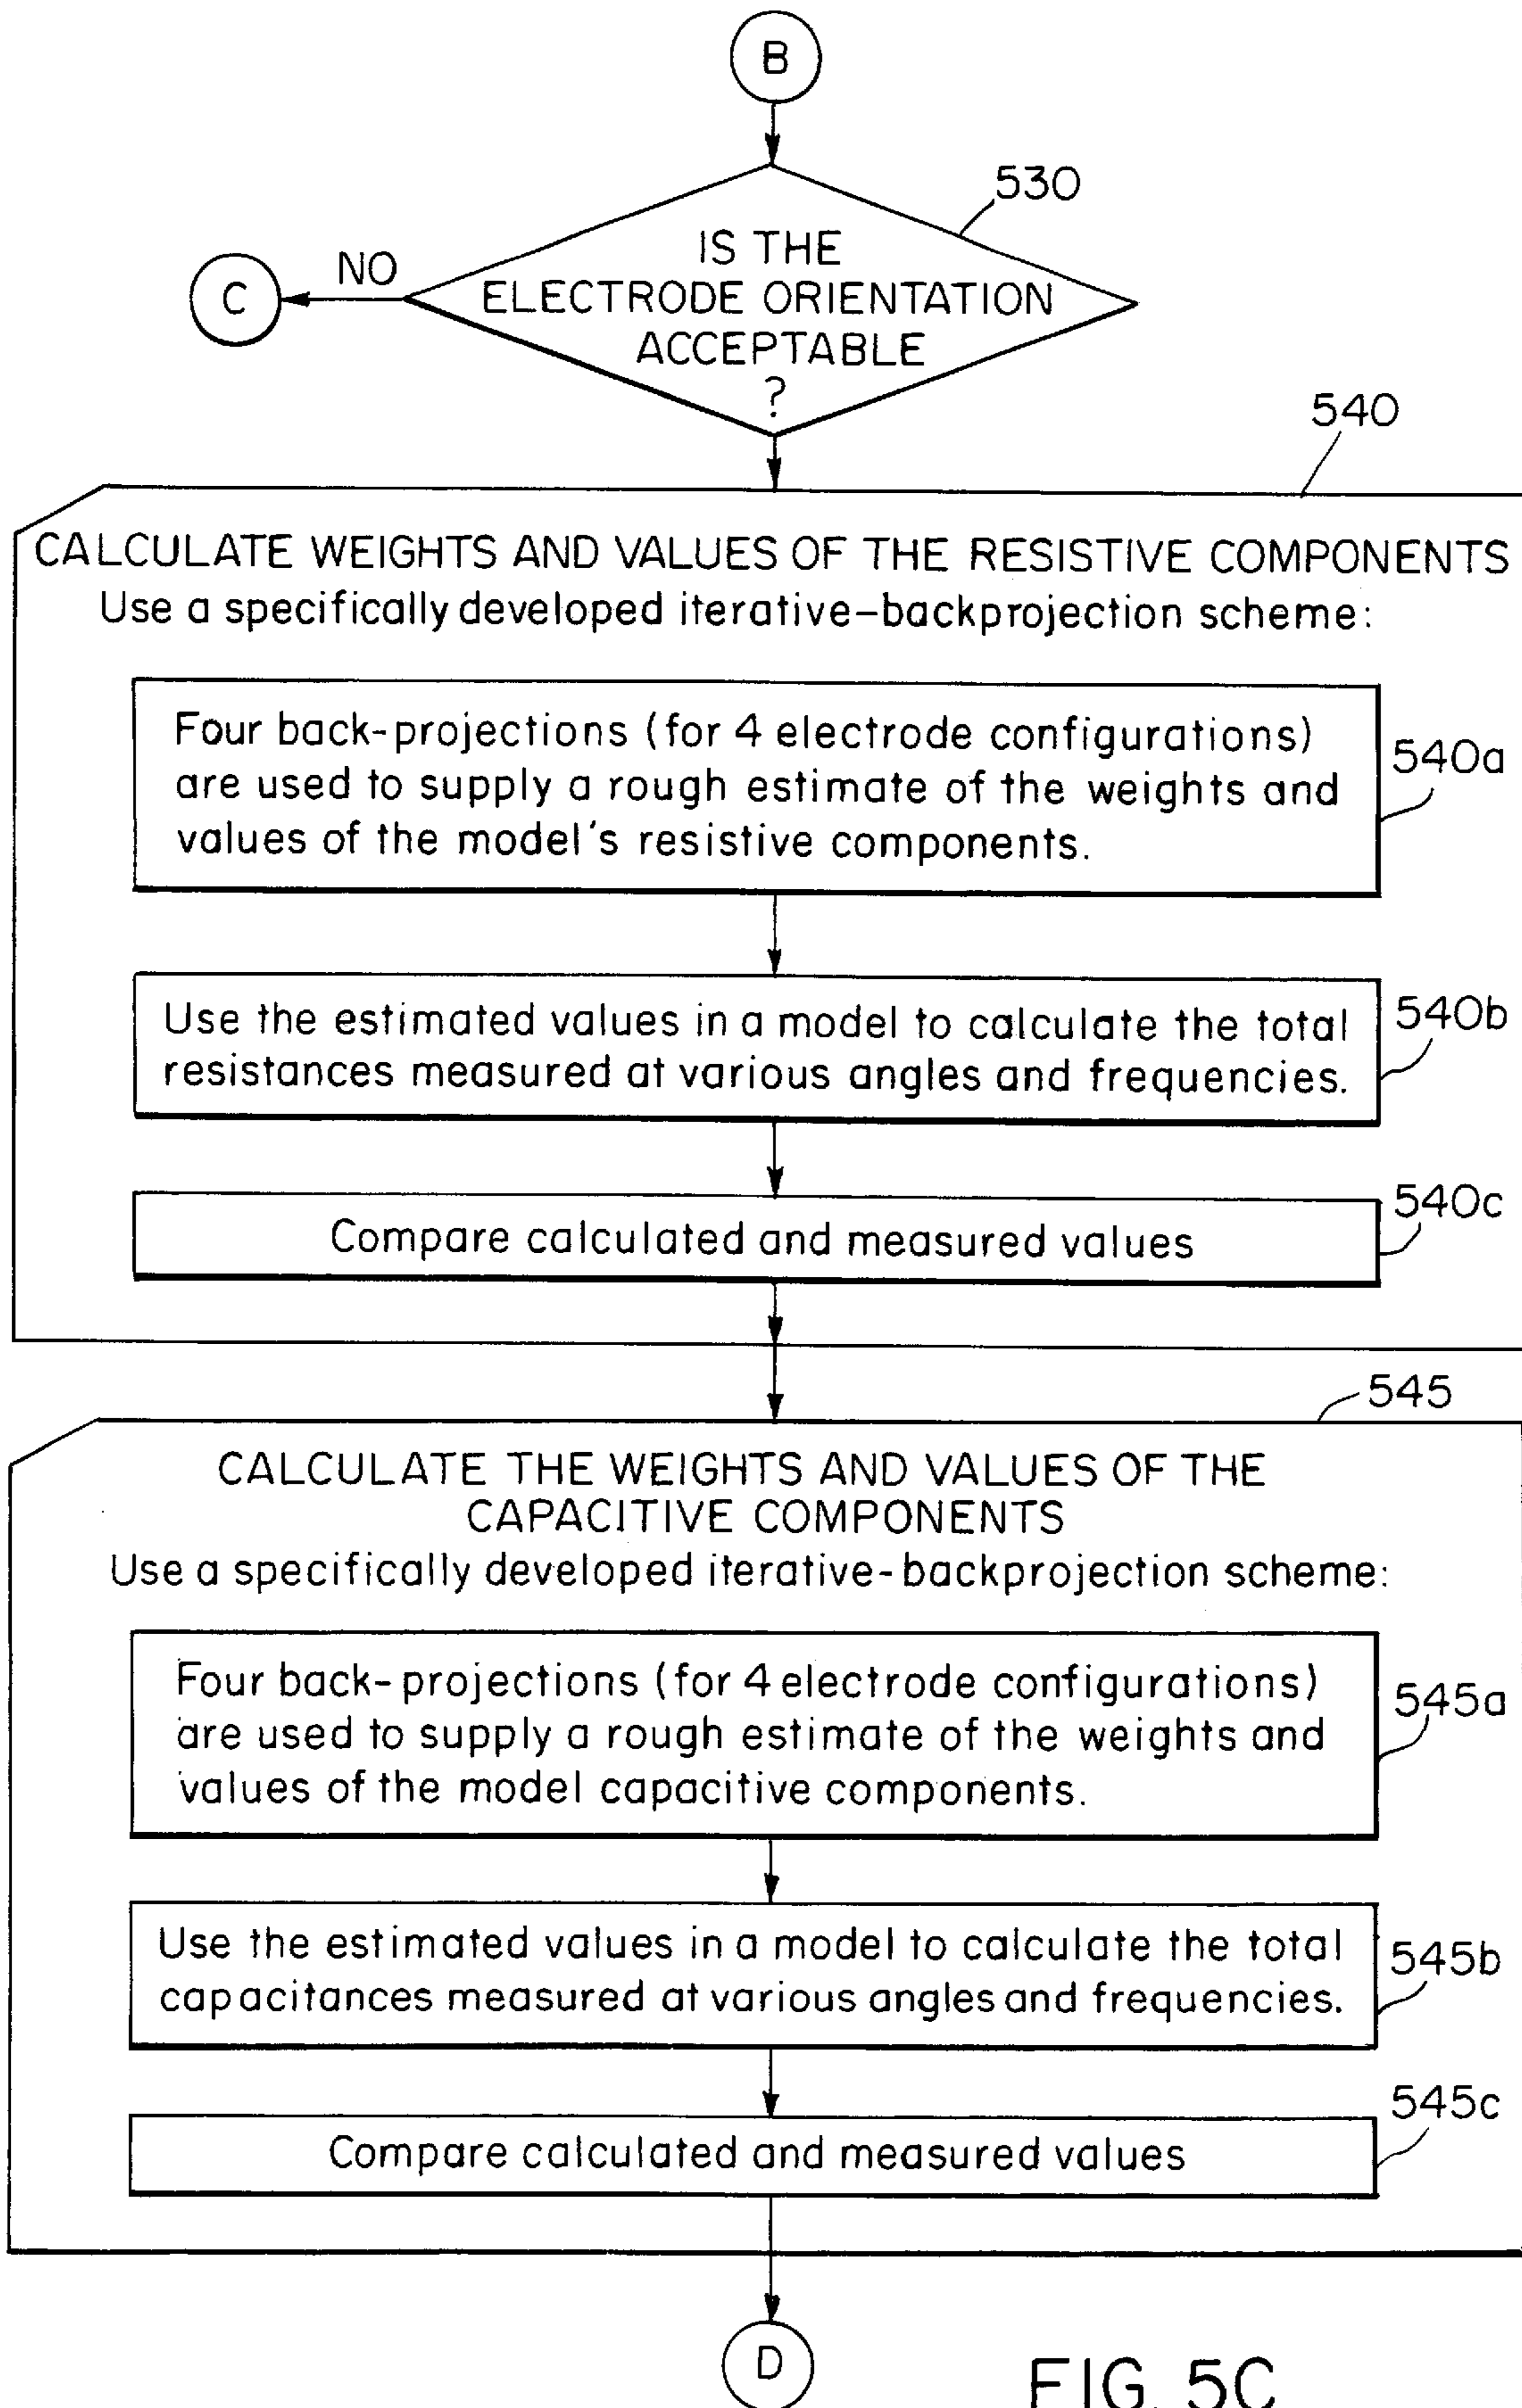 B
530
IS THE
NO
C
ELECTRODE ORIENTATION
ACCEPTABLE
?
540
CALCULATE WEIGHTS AND VALUES OF THE RESISTIVE COMPONENTS
Use a specifically developed iterative-backprojection scheme:
Four back-projections (for 4 electrode configurations)
are used to supply a rough estimate of the weights and
values of the model's resistive components.
540a
Use the estimated values in a model to calculate the total
resistances measured at various angles and frequencies.
540b
Compare calculated and measured values
540c
545
CALCULATE THE WEIGHTS AND VALUES OF THE
CAPACITIVE COMPONENTS
Use a specifically developed iterative-backprojection scheme:
Four back-projections (for 4 electrode configurations)
are used to supply a rough estimate of the weights and
values of the model capacitive components.
545a
Use the estimated values in a model to calculate the total
capacitances measured at various angles and frequencies.
545b
Compare calculated and measured values
545c
D
FIG. 5C